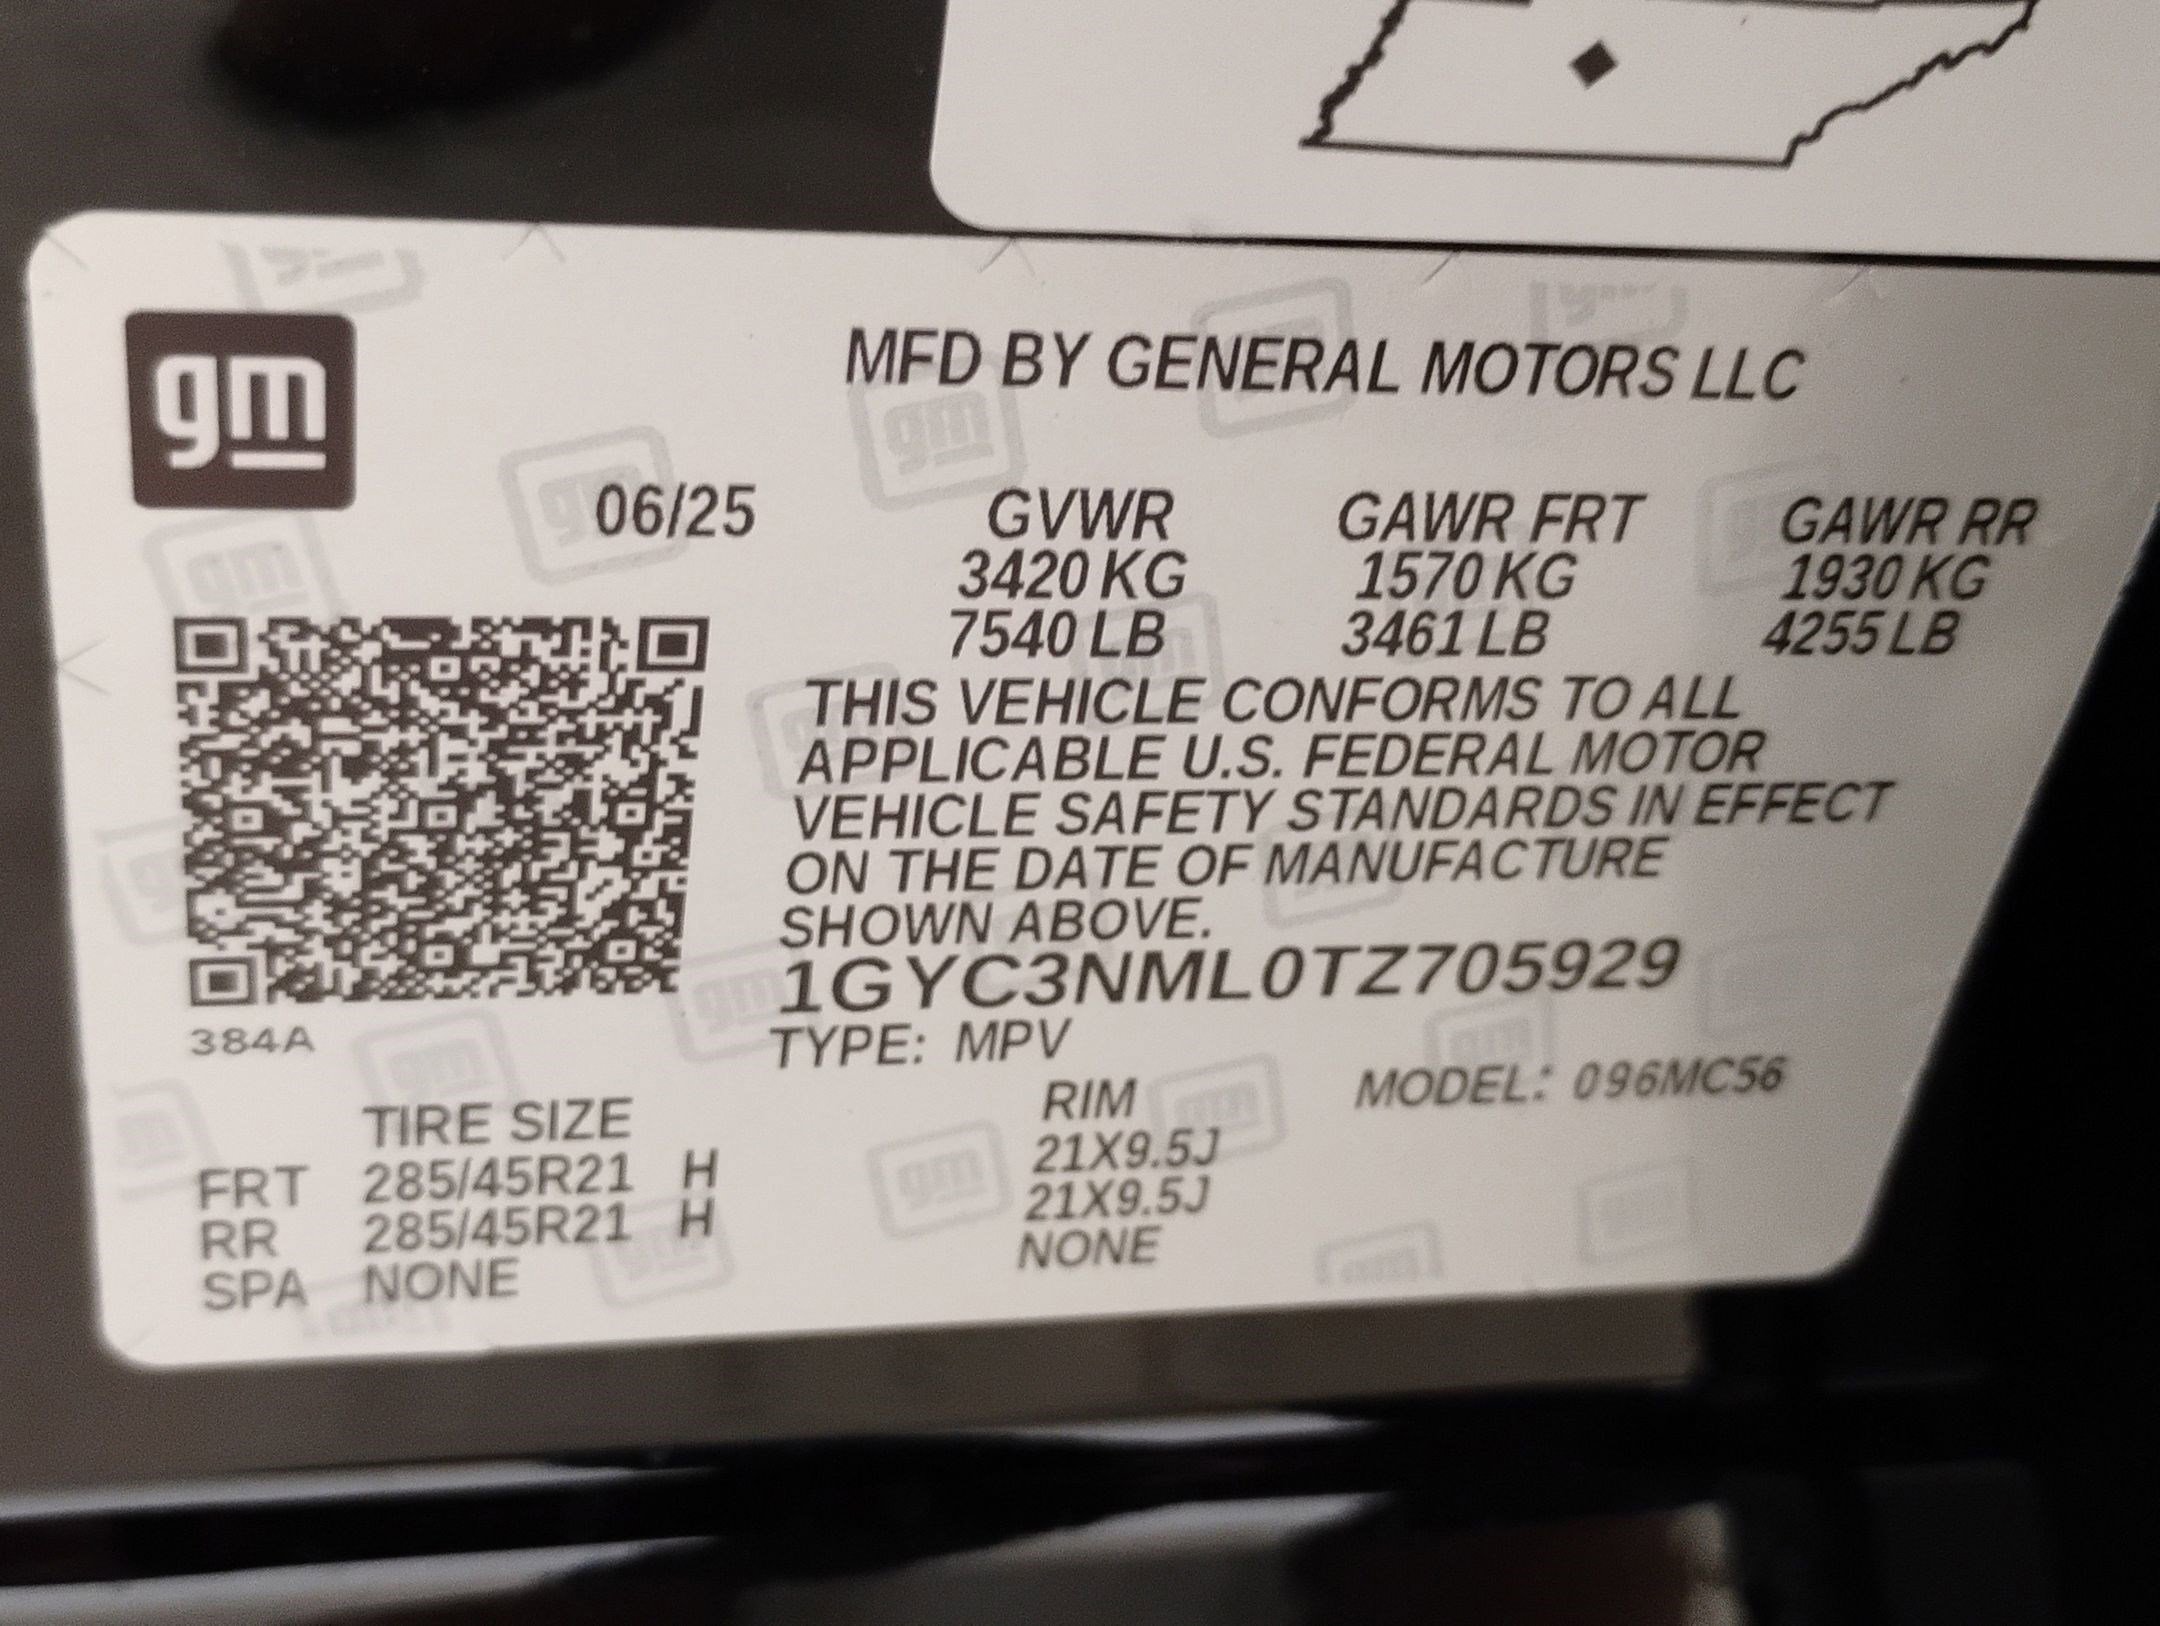 gm
MFD BY GENERAL MOTORS LLC
06/25 GVWR GAWR FRT GAWR RR
3420 KG 1570 KG 1930 KG
7540 LB 3461 LB 4255 LB
THIS VEHICLE CONFORMS TO ALL
APPLICABLE U.S. FEDERAL MOTOR
VEHICLE SAFETY STANDARDS IN EFFECT
ON THE DATE OF MANUFACTURE
SHOWN ABOVE.
1GYC3NML0TZ705929
384A
TYPE: MPV
MODEL: 096MC56
TIRE SIZE RIM
FRT 285/45R21 H 21X9.5J
RR 285/45R21 H 21X9.5J
SPA NONE NONE